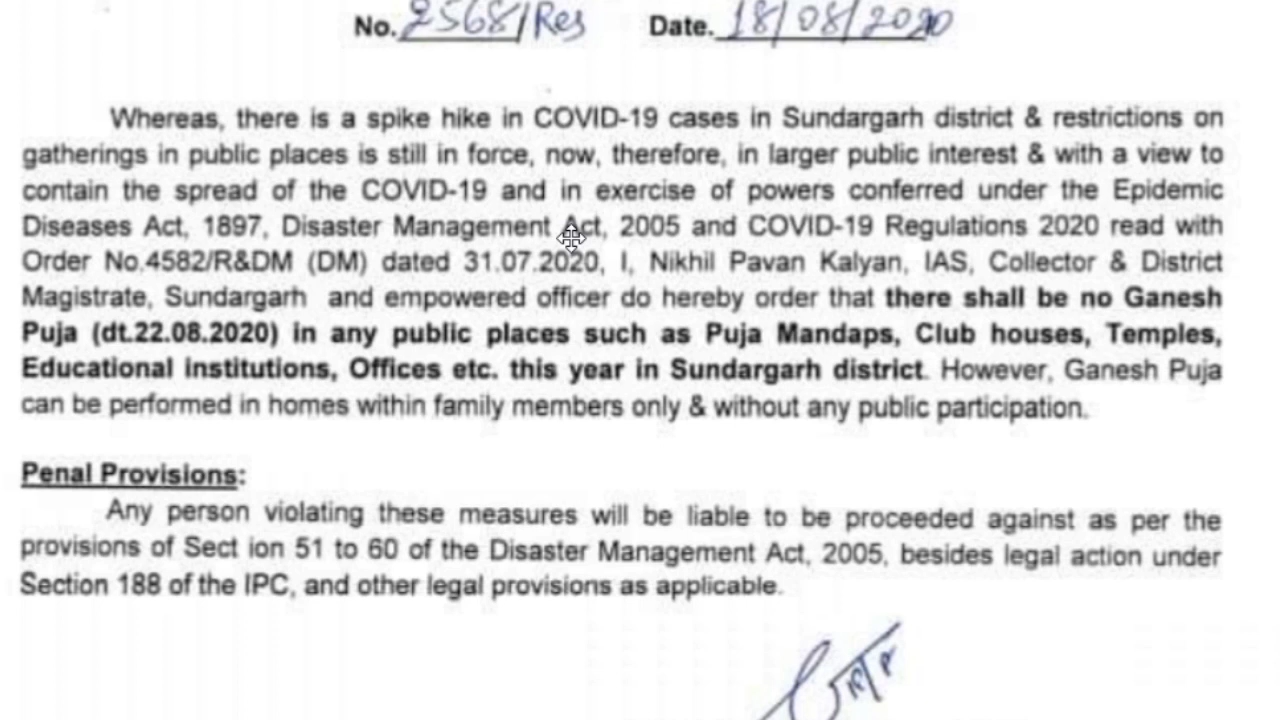 No. 2568/Res Date. 18/08/2020
Whereas, there is a spike hike in COVID-19 cases in Sundargarh district & restrictions on
gatherings in public places is still in force, now, therefore, in larger public interest & with a view to
contain the spread of the COVID-19 and in exercise of powers conferred under the Epidemic
Diseases Act, 1897, Disaster Management Act, 2005 and COVID-19 Regulations 2020 read with
Order No.4582/R&DM (DM) dated 31.07.2020, I, Nikhil Pavan Kalyan, IAS, Collector & District
Magistrate, Sundargarh and empowered officer do hereby order that there shall be no Ganesh
Puja (dt.22.08.2020) in any public places such as Puja Mandaps, Club houses, Temples,
Educational institutions, Offices etc. this year in Sundargarh district. However, Ganesh Puja
can be performed in homes within family members only & without any public participation.
Penal Provisions:
Any person violating these measures will be liable to be proceeded against as per the
provisions of Sect ion 51 to 60 of the Disaster Management Act, 2005, besides legal action under
Section 188 of the IPC, and other legal provisions as applicable.